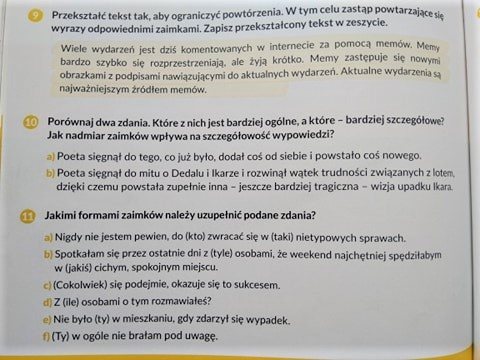 9 Przekształć tekst tak, aby ograniczyć powtórzenia. W tym celu zastąp powtarzające się
wyrazy odpowiednimi zaimkami. Zapisz przekształcony tekst w zeszycie.
Wiele wydarzeń jest dziś komentowanych w internecie za pomocą memów. Memy
bardzo szybko się rozprzestrzeniają, ale żyją krótko. Memy zastępuje się nowymi
obrazkami z podpisami nawiązującymi do aktualnych wydarzeń. Aktualne wydarzenia są
najważniejszym źródłem memów.
10 Porównaj dwa zdania. Które z nich jest bardziej ogólne, a które – bardziej szczegółowe?
Jak nadmiar zaimków wpływa na szczegółowość wypowiedzi?
a) Poeta sięgnął do tego, co już było, dodał coś od siebie i powstało coś nowego.
b) Poeta sięgnął do mitu o Dedalu i Ikarze i rozwinął wątek trudności związanych z lotem,
dzięki czemu powstała zupełnie inna – jeszcze bardziej tragiczna – wizja upadku Ikara.
11 Jakimi formami zaimków należy uzupełnić podane zdania?
a) Nigdy nie jestem pewien, do (kto) zwracać się w (taki) nietypowych sprawach.
b) Spotkałam się przez ostatnie dni z (tyle) osobami, że weekend najchętniej spędziłabym
w (jakiś) cichym, spokojnym miejscu.
c) (Cokolwiek) się podejmie, okazuje się to sukcesem.
d) Z (ile) osobami o tym rozmawiałeś?
e) Nie było (ty) w mieszkaniu, gdy zdarzył się wypadek.
f) (Ty) w ogóle nie brałam pod uwagę.